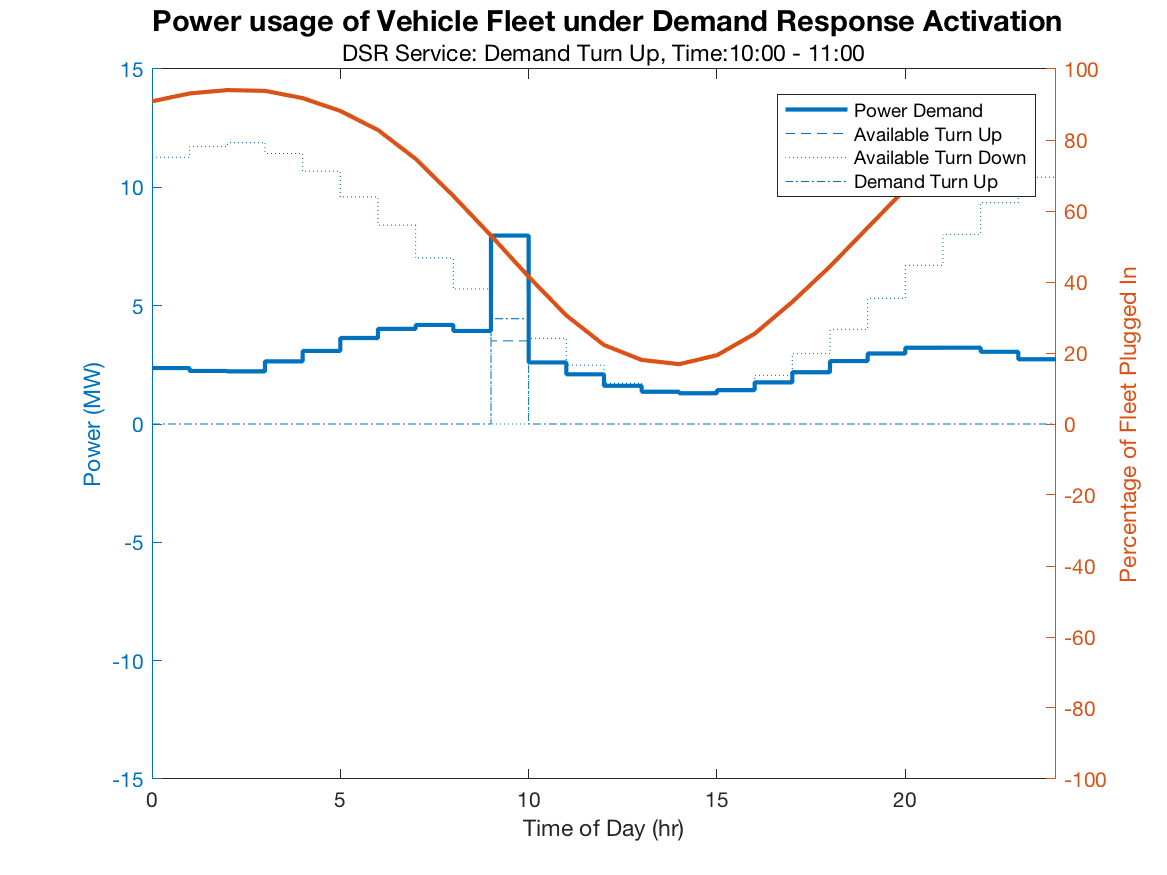 Power usage of Vehicle Fleet under Demand Response Activation
DSR Service: Demand Turn Up, Time:10:00 - 11:00
15
10
5
0
-5
-10
-15
Power (MW)
100
80
60
40
20
0
-20
-40
-60
-80
-100
Percentage of Fleet Plugged In
Power Demand
Available Turn Up
Available Turn Down
Demand Turn Up
0 5 10 15 20
Time of Day (hr)